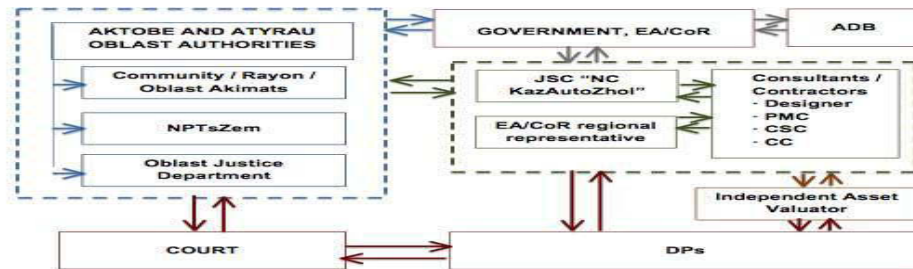 AKTOBE AND ATYRAU
OBLAST AUTHORITIES
Community / Rayon /
Oblast Akimats
NPTsZem
Oblast Justice
Department
GOVERNMENT, EA/CoR
ADB
JSC "NC
KazAutoZhol"
EA/CoR regional
representative
Consultants /
Contractors
- Designer
- PMC
- CSC
- CC
Independent Asset
Valuator
COURT
DPs